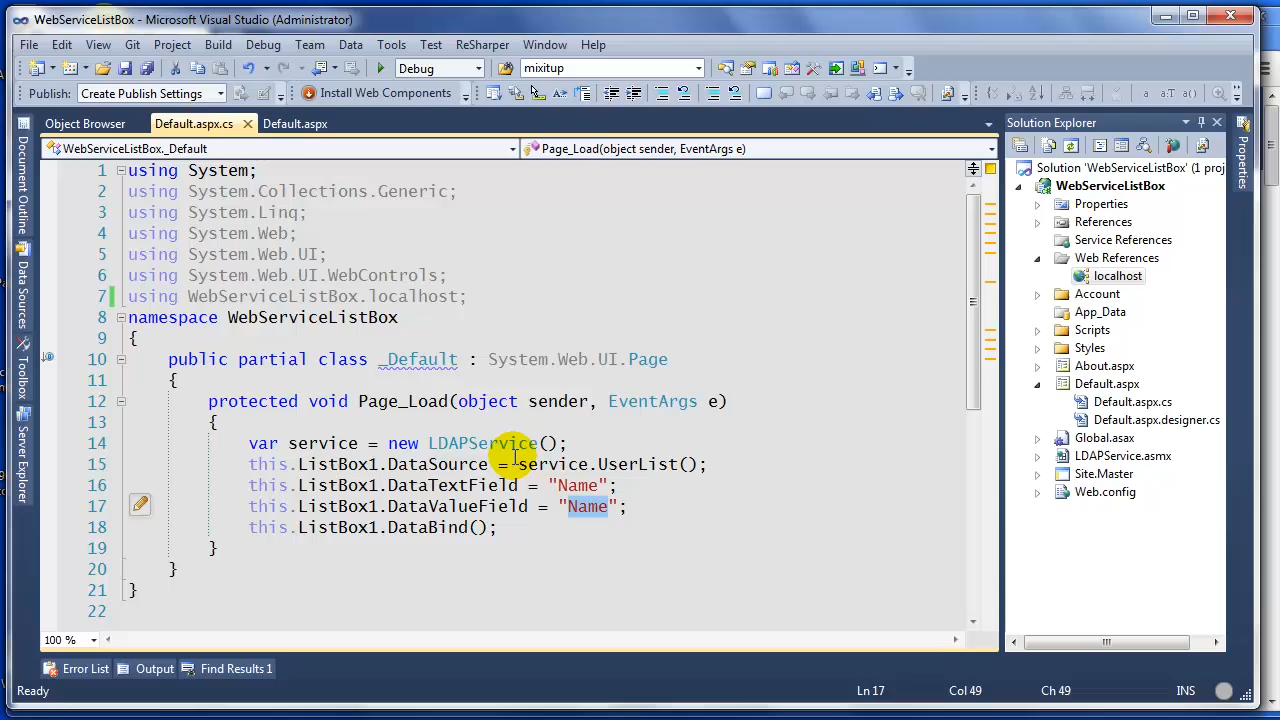 WebServiceListBox - Microsoft Visual Studio (Administrator)
File Edit View Git Project Build Debug Team Data Tools Test ReSharper Window Help
Debug mixitup
Publish: Create Publish Settings Install Web Components
Object Browser Default.aspx.cs Default.aspx
WebServiceListBox._Default Page_Load(object sender, EventArgs e)
1 using System;
2 using System.Collections.Generic;
3 using System.Linq;
4 using System.Web;
5 using System.Web.UI;
6 using System.Web.UI.WebControls;
7 using WebServiceListBox.localhost;
8 namespace WebServiceListBox
9 {
10 public partial class _Default : System.Web.UI.Page
11 {
12 protected void Page_Load(object sender, EventArgs e)
13 {
14 var service = new LDAPService();
15 this.ListBox1.DataSource = service.UserList();
16 this.ListBox1.DataTextField = "Name";
17 this.ListBox1.DataValueField = "Name";
18 this.ListBox1.DataBind();
19 }
20 }
21 }
22
100 %
Document Outline
Data Sources
Toolbox
Server Explorer
Solution Explorer
Solution 'WebServiceListBox' (1 proj
WebServiceListBox
Properties
References
Service References
Web References
localhost
Account
App_Data
Scripts
Styles
About.aspx
Default.aspx
Default.aspx.cs
Default.aspx.designer.cs
Global.asax
LDAPService.asmx
Site.Master
Web.config
Properties
Error List Output Find Results 1
Ready Ln 17 Col 49 Ch 49 INS